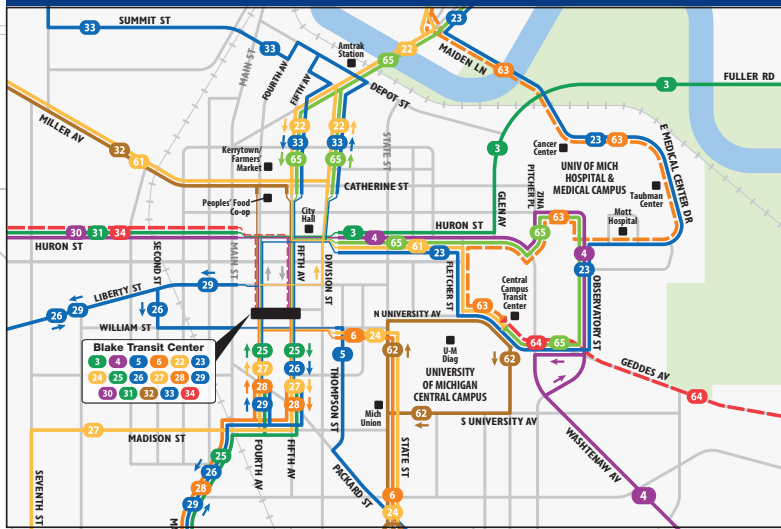 SUMMIT ST
33
33
MAIN ST
FOURTH AV
FIFTH AV
Amtrak
Station
22
65
23
MAIDEN LN
63
DEPOT ST
3
FULLER RD
MILLER AV
32
61
22
33
65
22
33
65
STATE ST
Kerrytown/
Farmers'
Market
CATHERINE ST
Peoples' Food
Co-op
City
Hall
3
GLEN AV
Cancer
Center
23
63
UNIV OF MICH
HOSPITAL &
MEDICAL CAMPUS
Taubman
Center
E MEDICAL CENTER DR
ZINA
PITCHER PL
63
65
Mott
Hospital
30
31
34
HURON ST
HURON ST
3
4
65
61
23
4
23
SECOND ST
MAIN ST
FIFTH AV
DIVISION ST
FLETCHER ST
OBSERVATORY ST
LIBERTY ST
29
26
29
26
WILLIAM ST
Central
Campus
Transit
Center
63
64
65
N UNIVERSITY AV
6
24
5
62
62
U-M
Diag
UNIVERSITY
OF MICHIGAN
CENTRAL CAMPUS
GEDDES AV
64
Blake Transit Center
3 4 5 6 22 23
24 25 26 27 28 29
30 31 32 33 34
25
27
28
29
25
26
27
28
THOMPSON ST
Mich
Union
62
S UNIVERSITY AV
WASHTENAW AV
4
27
MADISON ST
SEVENTH ST
25
26
28
29
FOURTH AV
FIFTH AV
PACKARD ST
STATE ST
6
24